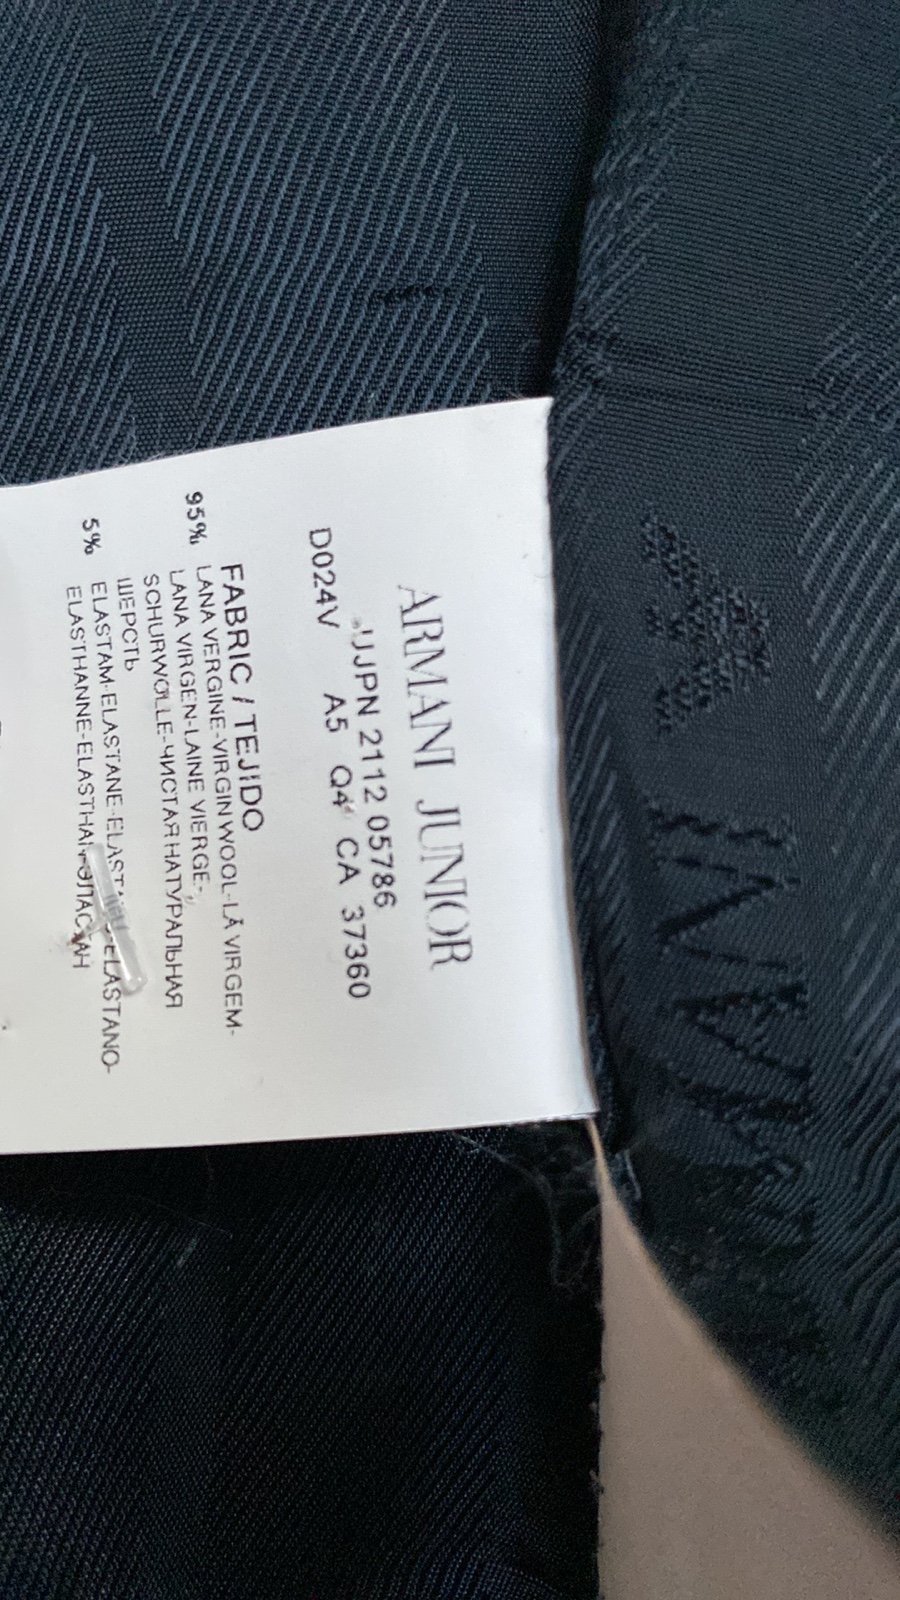 ARMANI JUNIOR
JJPN 2112 05786
D024V A5 Q4 CA 37360
FABRIC / TEJIDO
95% LANA VERGINE-VIRGIN WOOL-LÃ VIRGEM-
LANA VIRGEN-LAINE VIERGE-
SCHURWOLLE-ЧИСТАЯ НАТУРАЛЬНАЯ
ШЕРСТЬ
5% ELASTAM-ELASTANE-ELASTANO-
ELASTHANNE-ЭЛАСТАН